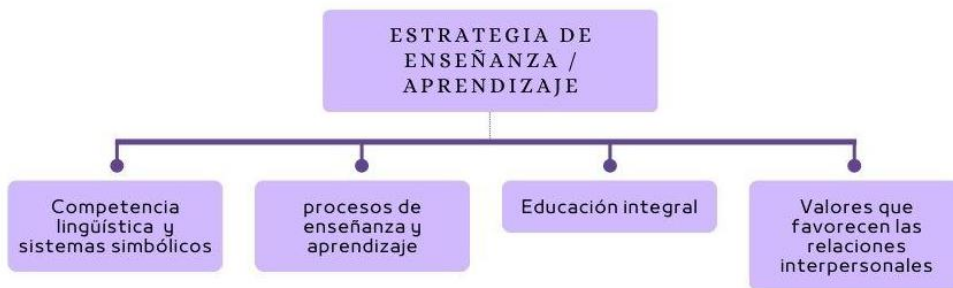 ESTRATEGIA DE
ENSEÑANZA /
APRENDIZAJE
Competencia
lingüística y
sistemas simbólicos
procesos de
enseñanza y
aprendizaje
Educación integral
Valores que
favorecen las
relaciones
interpersonales